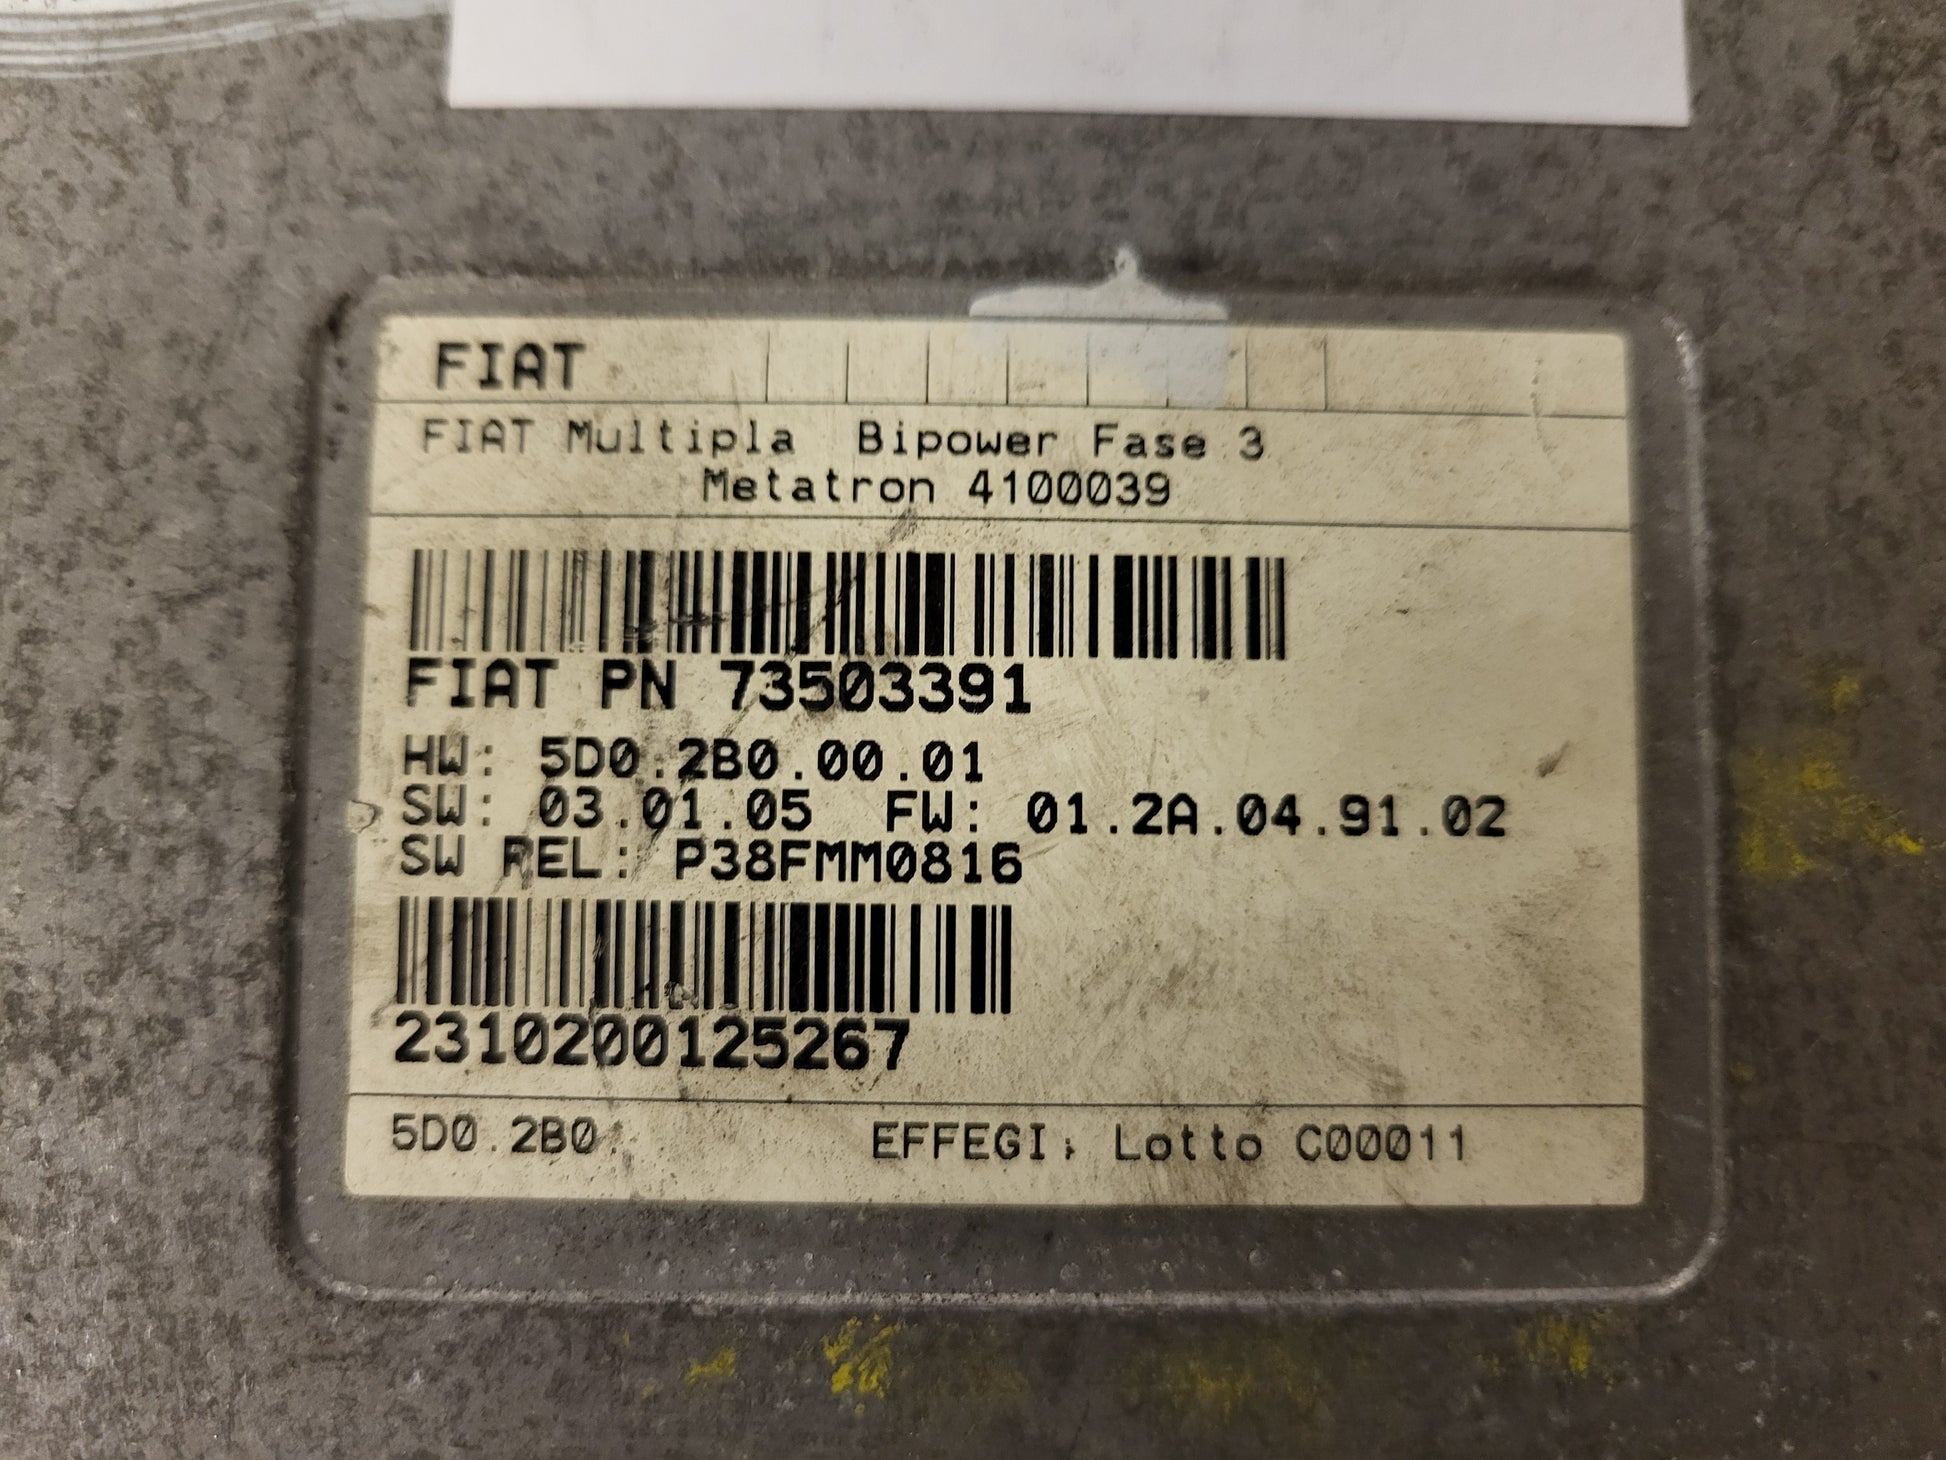 FIAT
FIAT Multipla Bipower Fase 3
Metatron 4100039
FIAT PN 73503391
HW: 5D0.2B0.00.01
SW: 03.01.05 FW: 01.2A.04.91.02
SW REL: P38FMM0816
2310200125267
5D0.2B0. EFFEGI; Lotto C00011